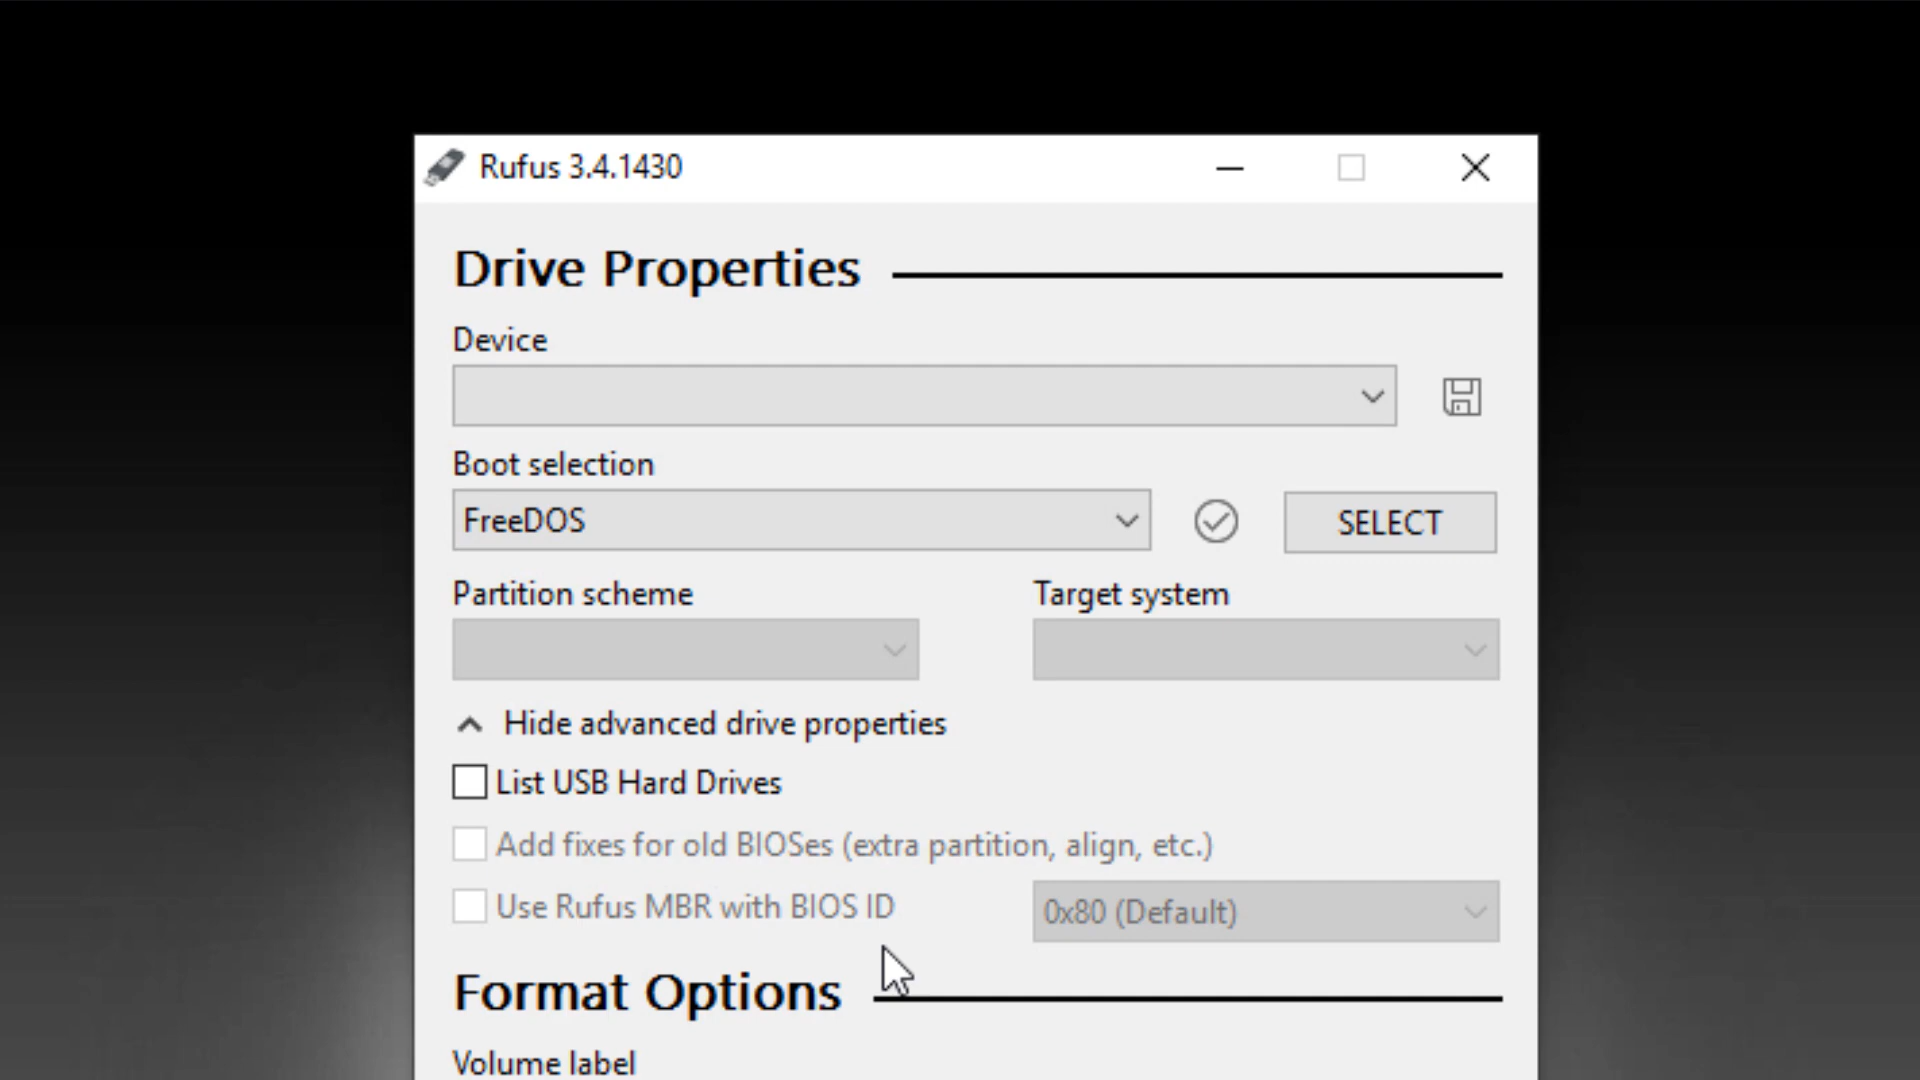 Rufus 3.4.1430
Drive Properties
Device
Boot selection
FreeDOS
SELECT
Partition scheme
Target system
Hide advanced drive properties
List USB Hard Drives
Add fixes for old BIOSes (extra partition, align, etc.)
Use Rufus MBR with BIOS ID
0x80 (Default)
Format Options
Volume label